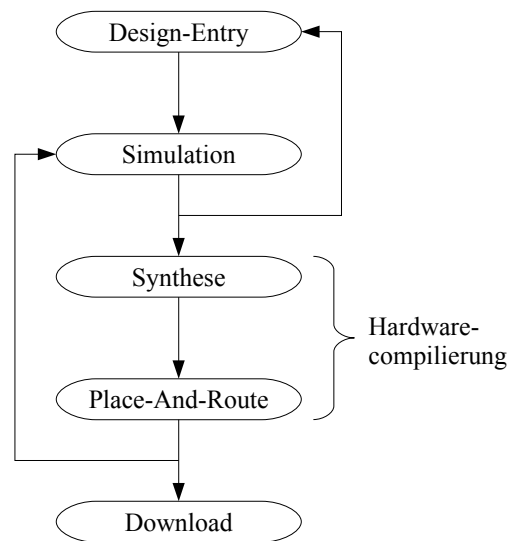 Design-Entry
Simulation
Synthese
Hardware-
compilierung
Place-And-Route
Download